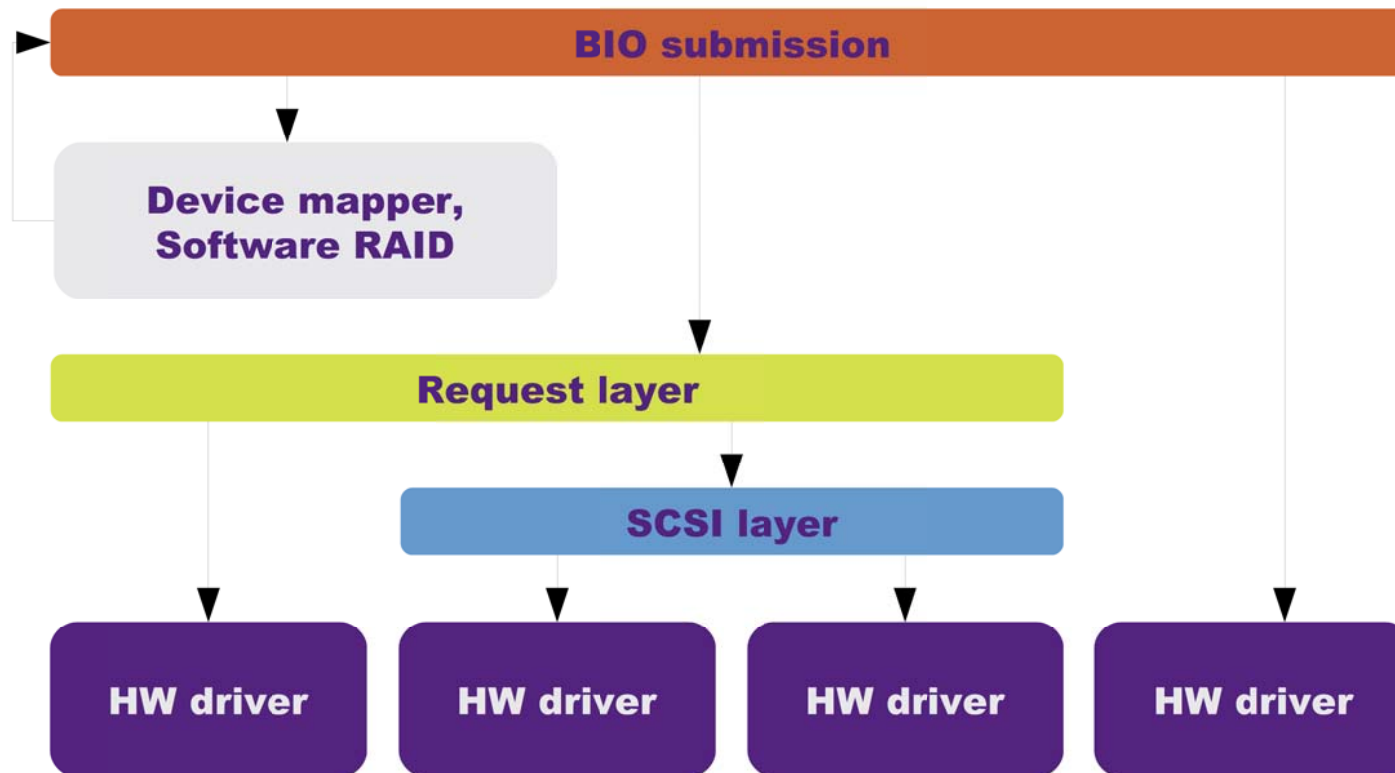 BIO submission
Device mapper,
Software RAID
Request layer
SCSI layer
HW driver
HW driver
HW driver
HW driver